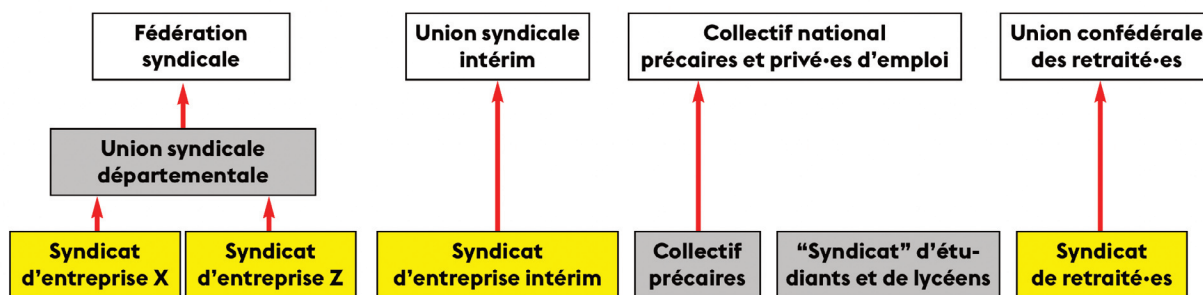 Fédération
syndicale
Union syndicale
intérim
Collectif national
précaires et privé·es d’emploi
Union confédérale
des retraité·es
Union syndicale
départementale
Syndicat
d’entreprise X
Syndicat
d’entreprise Z
Syndicat
d’entreprise intérim
Collectif
précaires
“Syndicat” d’étu-
diants et de lycéens
Syndicat
de retraité·es